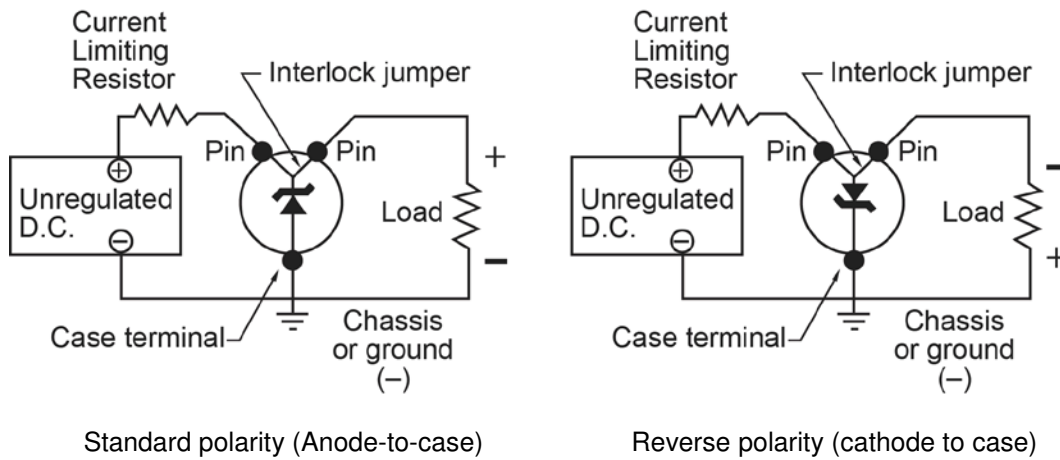 Current
Limiting
Resistor
Interlock jumper
Pin
Pin
+
+
Unregulated
D.C.
Load
−
−
Case terminal
Chassis
or ground
(–)
Standard polarity (Anode-to-case)
Current
Limiting
Resistor
Interlock jumper
Pin
Pin
+
−
Unregulated
D.C.
Load
−
+
Case terminal
Chassis
or ground
(–)
Reverse polarity (cathode to case)